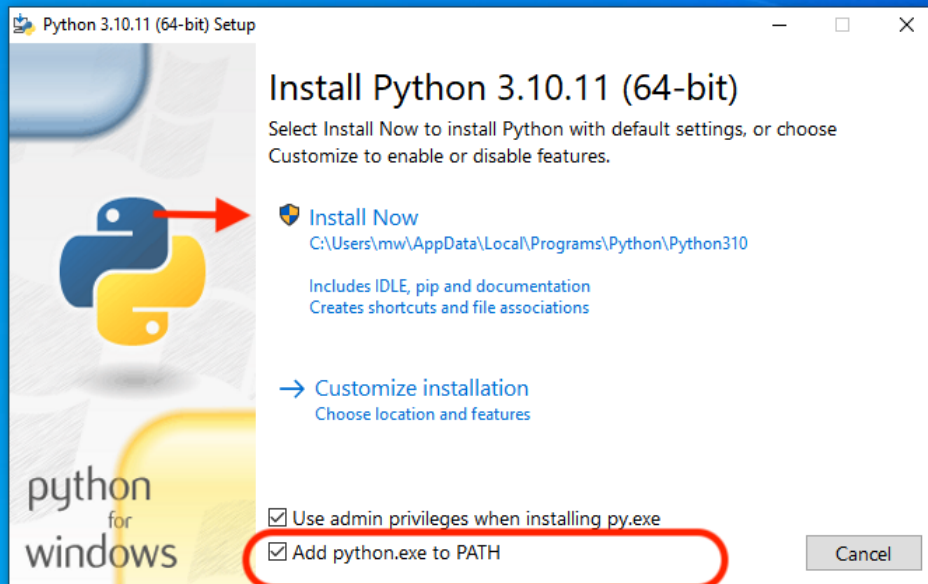 Python 3.10.11 (64-bit) Setup
Install Python 3.10.11 (64-bit)
Select Install Now to install Python with default settings, or choose
Customize to enable or disable features.
Install Now
C:\Users\mw\AppData\Local\Programs\Python\Python310
Includes IDLE, pip and documentation
Creates shortcuts and file associations
Customize installation
Choose location and features
python
for
windows
Use admin privileges when installing py.exe
Add python.exe to PATH
Cancel